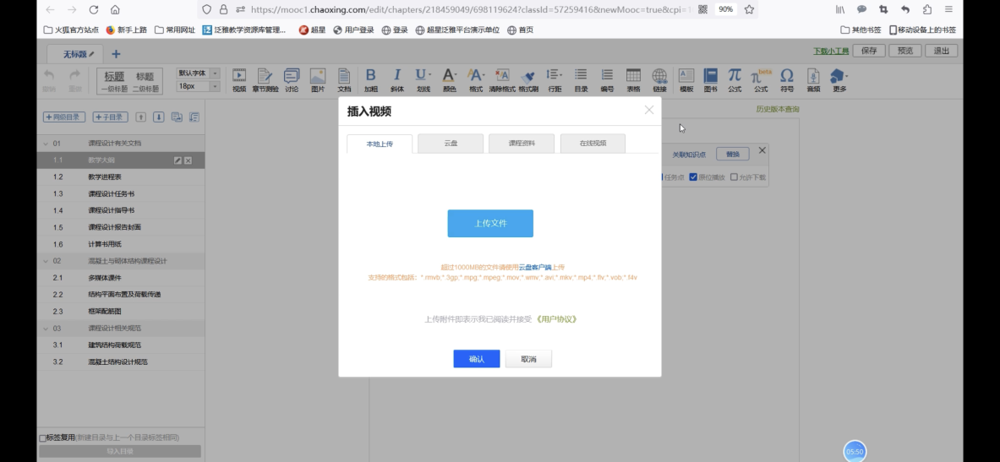 https://mooc1.chaoxing.com/edit/chapters/218459049/698119624?classId=57259416&newMooc=true&cpi=1 90%
火狐官方站点 新手上路 常用网址 泛雅教学资源库管理... 超星 用户登录 登录 超星泛雅平台演示单位 首页 其他书签 移动设备上的书签
无标题 下载小工具 保存 预览 退出
撤销 重做 标题 一级标题 标题 二级标题 默认字体 18px
视频 章节测验 讨论 图片 文档 加粗 斜体 划线 颜色 格式 清除格式 格式刷 行距 目录 编号 表格 链接 模板 图书 公式 公式 符号 音频 更多
历史版本查询
+同级目录 +子目录
01 课程设计有关文档
1.1 教学大纲
1.2 教学进程表
1.3 课程设计任务书
1.4 课程设计指导书
1.5 课程设计报告封面
1.6 计算书用纸
02 混凝土与砌体结构课程设计
2.1 多媒体课件
2.2 结构平面布置及荷载传递
2.3 框架配筋图
03 课程设计相关规范
3.1 建筑结构荷载规范
3.2 混凝土结构设计规范
标签复用(新建目录与上一个目录标签相同)
导入目录
插入视频
本地上传 云盘 课程资料 在线视频
上传文件
超过1000MB的文件请使用云盘客户端上传
支持的格式包括：*.rmvb;*.3gp;*.mpg;*.mpeg;*.mov;*.wmv;*.avi;*.mkv;*.mp4;*.flv;*.vob;*.f4v
上传附件即表示我已阅读并接受 《用户协议》
确认 取消
关联知识点 替换
任务点 原位播放 允许下载
05:50